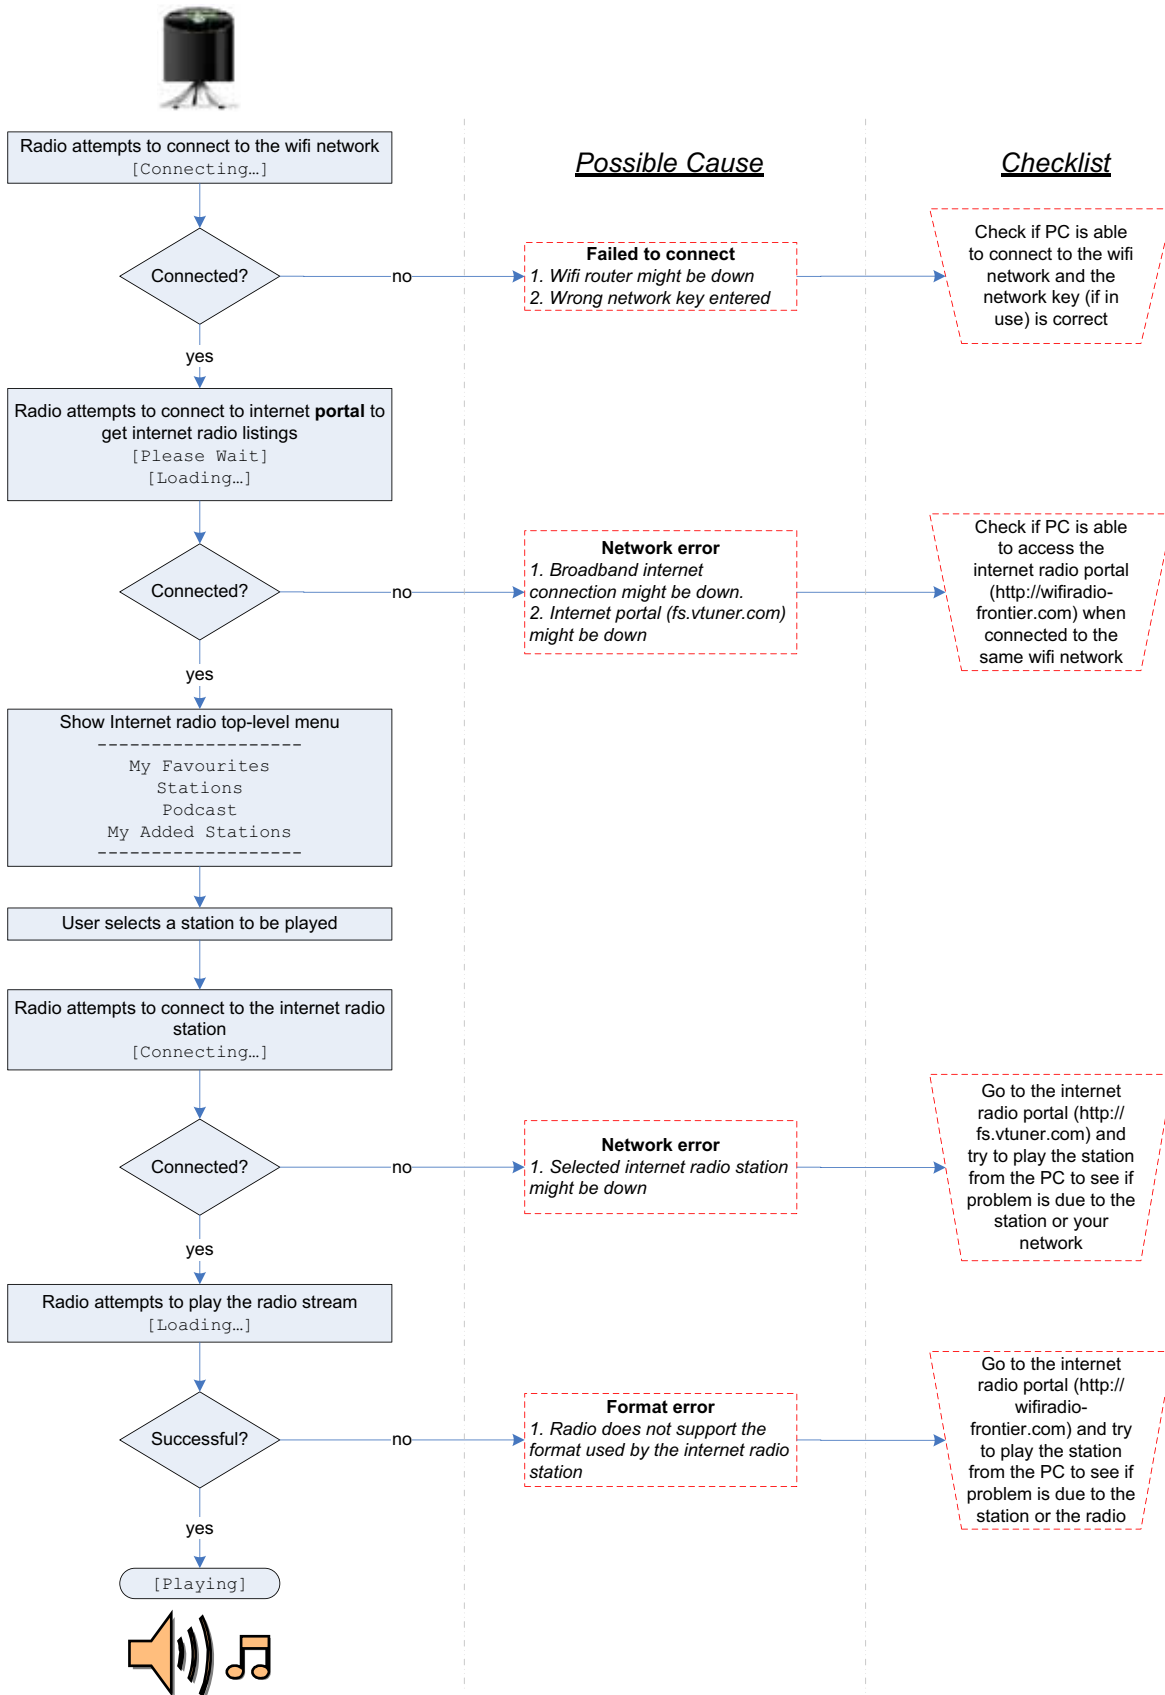 Radio attempts to connect to the wifi network
[Connecting…]
Possible Cause
Checklist
Connected?
no
Failed to connect
1. Wifi router might be down
2. Wrong network key entered
Check if PC is able
to connect to the wifi
network and the
network key (if in
use) is correct
yes
Radio attempts to connect to internet portal to
get internet radio listings
[Please Wait]
[Loading…]
Connected?
no
Network error
1. Broadband internet
connection might be down.
2. Internet portal (fs.vtuner.com)
might be down
Check if PC is able
to access the
internet radio portal
(http://wifiradio-
frontier.com) when
connected to the
same wifi network
yes
Show Internet radio top-level menu
-------------------
My Favourites
Stations
Podcast
My Added Stations
-------------------
User selects a station to be played
Radio attempts to connect to the internet radio
station
[Connecting…]
Connected?
no
Network error
1. Selected internet radio station
might be down
Go to the internet
radio portal (http://
fs.vtuner.com) and
try to play the station
from the PC to see if
problem is due to the
station or your
network
yes
Radio attempts to play the radio stream
[Loading…]
Successful?
no
Format error
1. Radio does not support the
format used by the internet radio
station
Go to the internet
radio portal (http://
wifiradio-
frontier.com) and try
to play the station
from the PC to see if
problem is due to the
station or the radio
yes
[Playing]